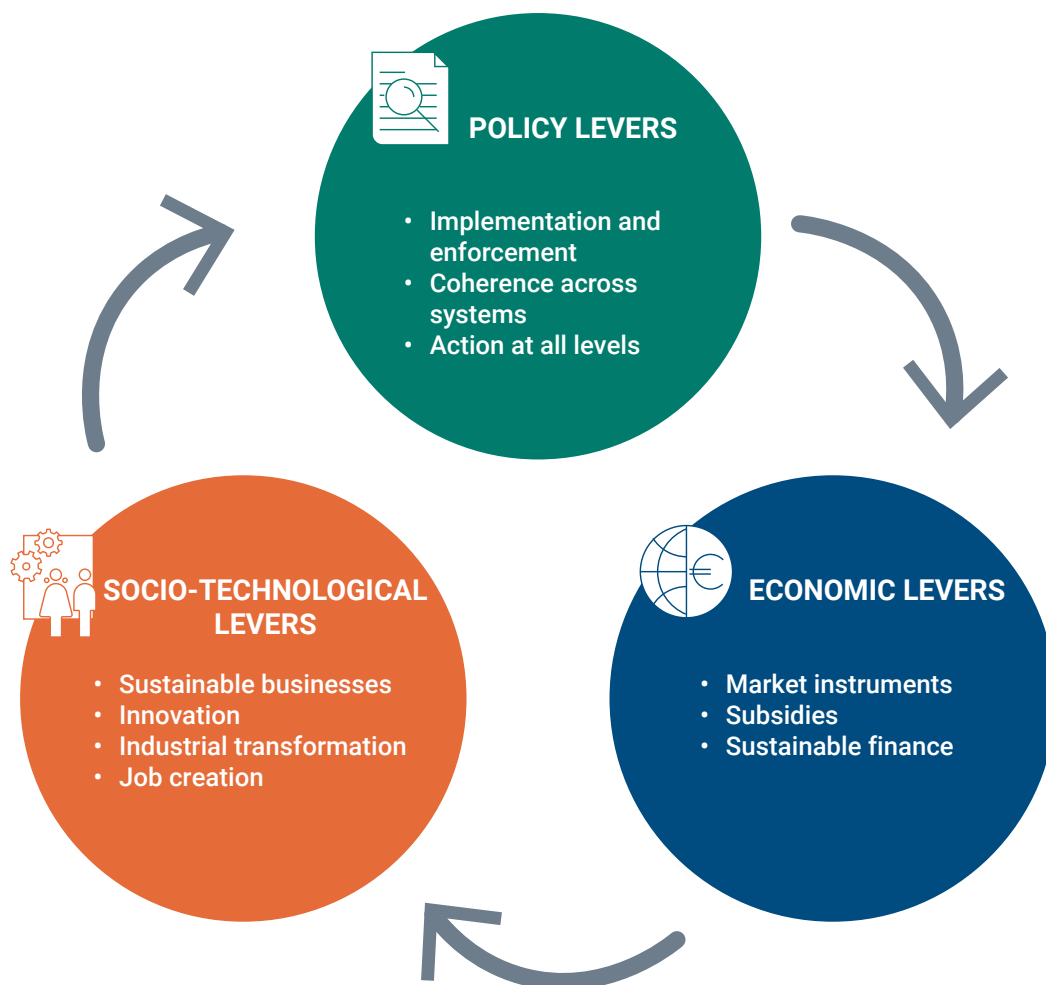 POLICY LEVERS
• Implementation and
enforcement
• Coherence across
systems
• Action at all levels
SOCIO-TECHNOLOGICAL
LEVERS
• Sustainable businesses
• Innovation
• Industrial transformation
• Job creation
ECONOMIC LEVERS
• Market instruments
• Subsidies
• Sustainable finance